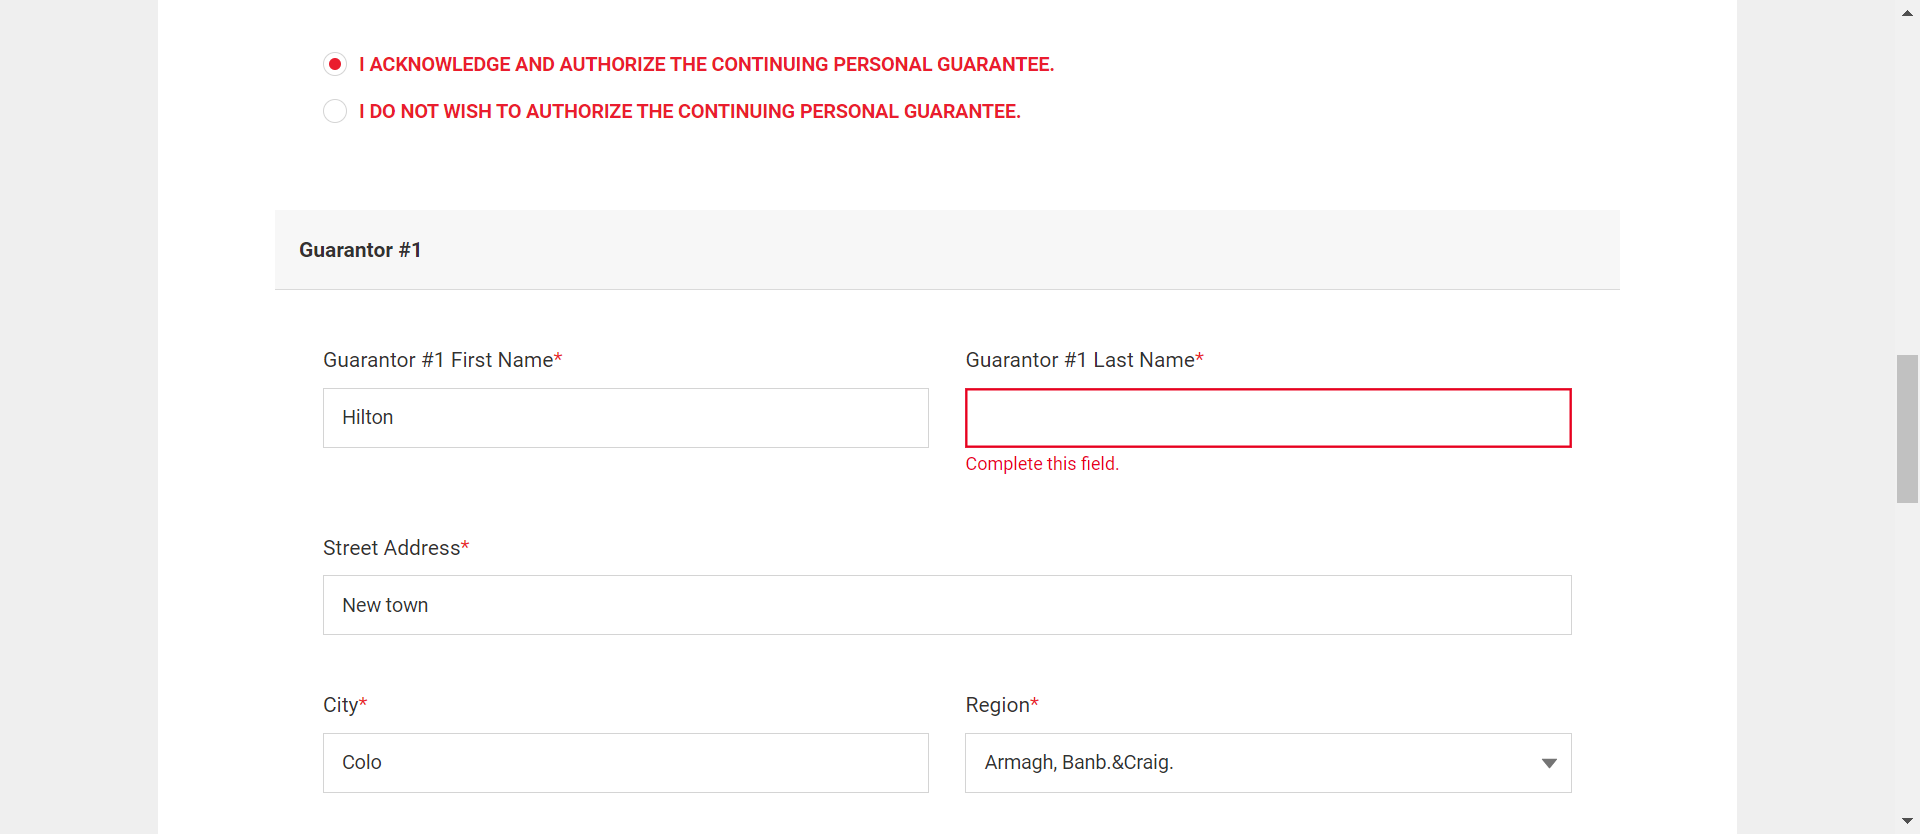 I ACKNOWLEDGE AND AUTHORIZE THE CONTINUING PERSONAL GUARANTEE.
I DO NOT WISH TO AUTHORIZE THE CONTINUING PERSONAL GUARANTEE.
Guarantor #1
Guarantor #1 First Name*
Guarantor #1 Last Name*
Hilton
Complete this field.
Street Address*
New town
City*
Region*
Colo
Armagh, Banb.&Craig.